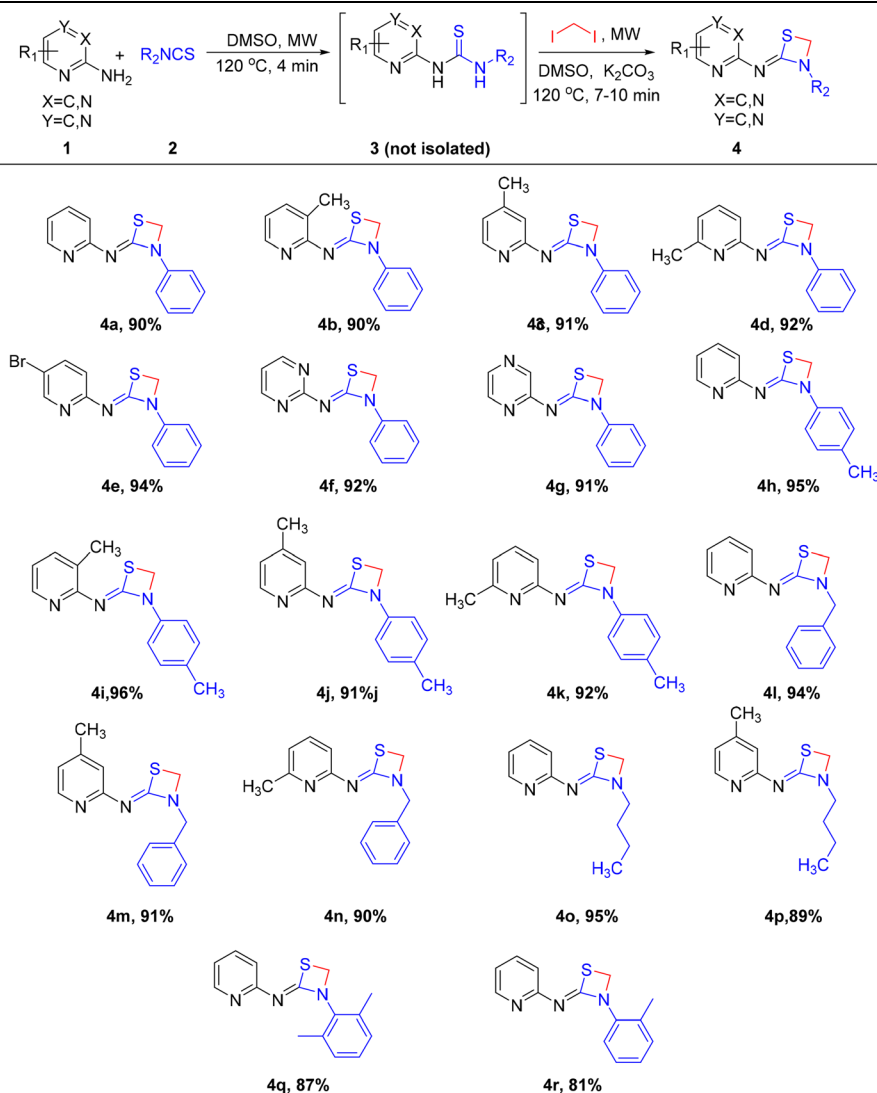 R1 + R2NCS DMSO, MW 120 °C, 4 min R1 S R2 I I , MW DMSO, K2CO3 120 °C, 7-10 min R1 S N R2
Y X N NH2 Y X N N H N H Y X N N
X=C,N X=C,N
Y=C,N Y=C,N
1 2 3 (not isolated) 4
N N S N N CH3 N S N CH3 N N S N H3C N N S N
4a, 90% 4b, 90% 4c, 91% 4d, 92%
Br N N S N N N N S N N N N S N N N S N CH3
4e, 94% 4f, 92% 4g, 91% 4h, 95%
CH3 N N S N CH3 CH3 N N S N CH3 H3C N N S N CH3 N N S N
4i,96% 4j, 91%j 4k, 92% 4l, 94%
CH3 N N S N H3C N N S N N N S N H3C CH3 N N S N H3C
4m, 91% 4n, 90% 4o, 95% 4p,89%
N N S N N N S N
4q, 87% 4r, 81%